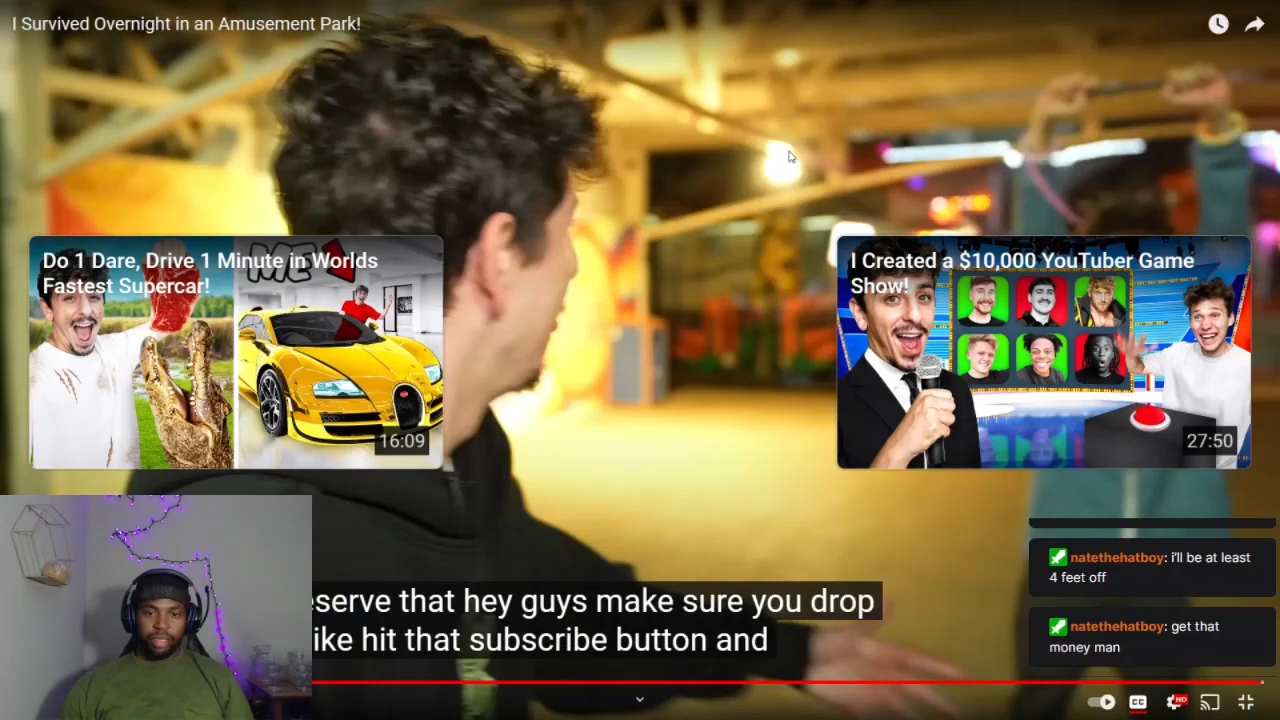 I Survived Overnight in an Amusement Park!
Do 1 Dare, Drive 1 Minute in Worlds
Fastest Supercar!
ME
16:09
I Created a $10,000 YouTuber Game
Show!
27:50
natethehatboy: i'll be at least
4 feet off
natethehatboy: get that
money man
eserve that hey guys make sure you drop
ike hit that subscribe button and
CC
HD